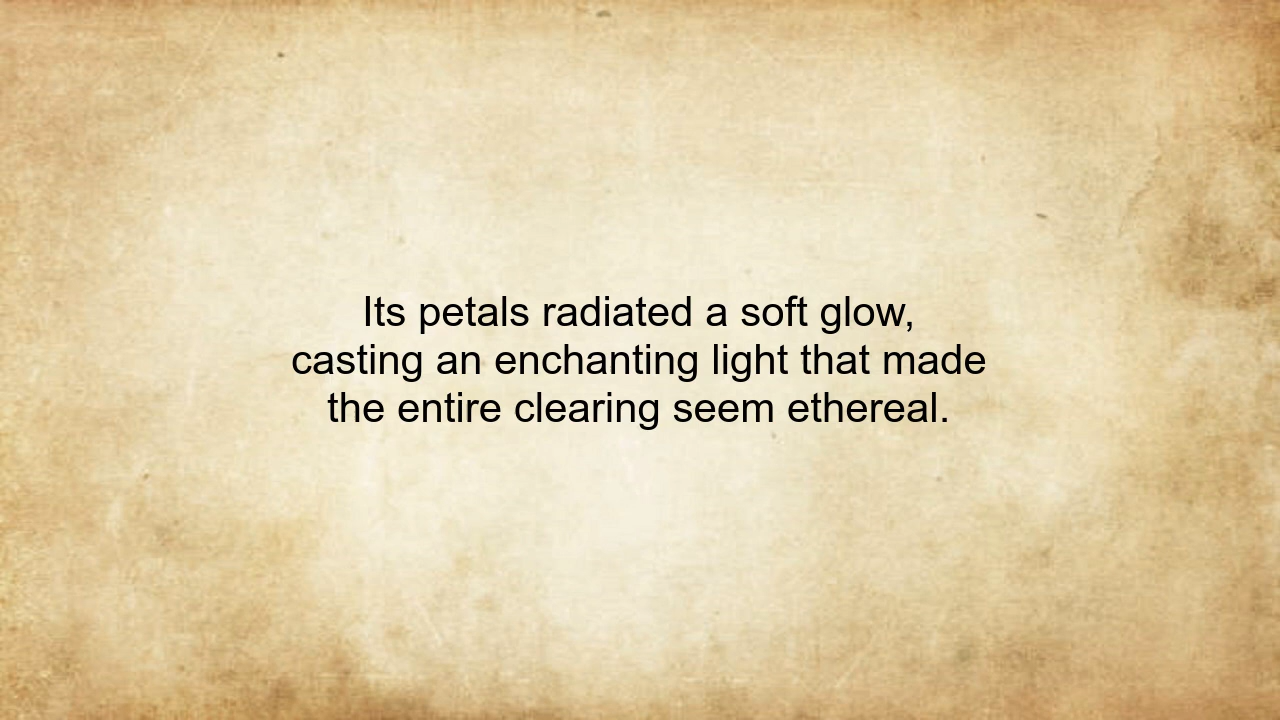 Its petals radiated a soft glow,
casting an enchanting light that made
the entire clearing seem ethereal.